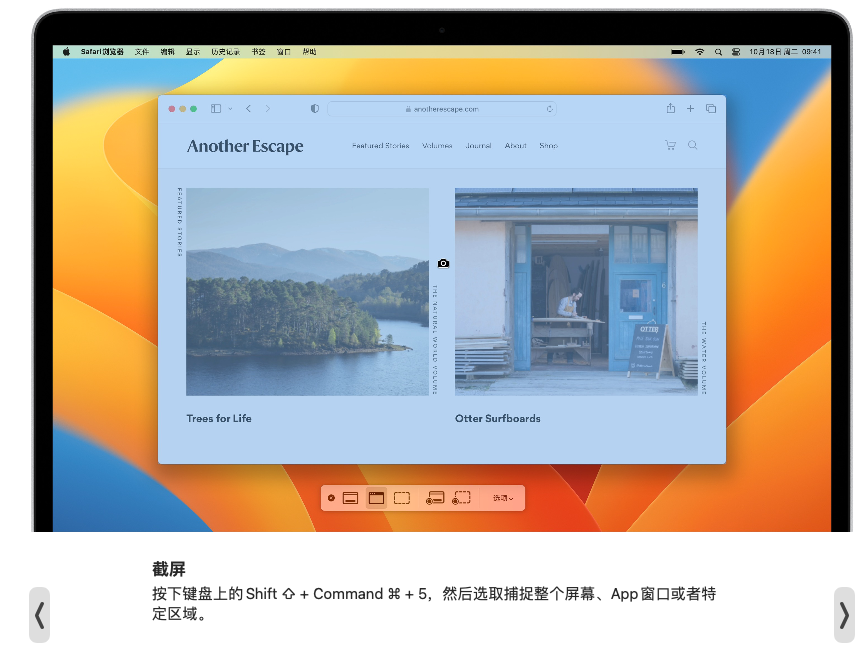 Safari浏览器 文件 编辑 显示 历史记录 书签 窗口 帮助 10月18日 周二 09:41
anotherescape.com
Another Escape Featured Stories Volumes Journal About Shop
FEATURED STORIES
THE NATURAL WORLD VOLUME
THE WATER VOLUME
Trees for Life Otter Surfboards
选项
截屏
按下键盘上的 Shift ⇧ + Command ⌘ + 5，然后选取捕捉整个屏幕、App 窗口或者特
定区域。